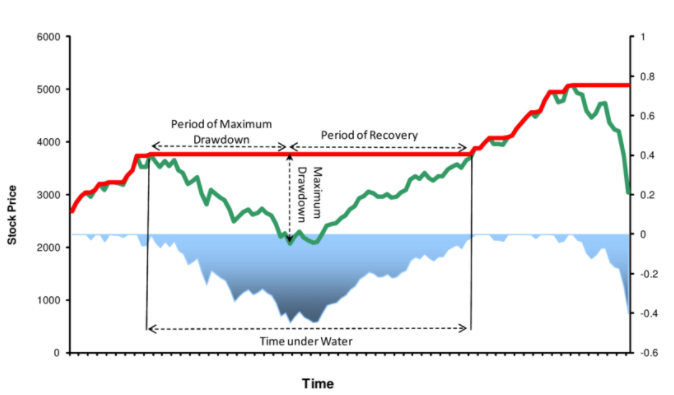 6000
5000
4000
3000
2000
1000
0
Stock Price
Period of Maximum
Drawdown
Period of Recovery
Maximum
Drawdown
Time under Water
1
0.8
0.6
0.4
0.2
0
-0.2
-0.4
-0.6
Time